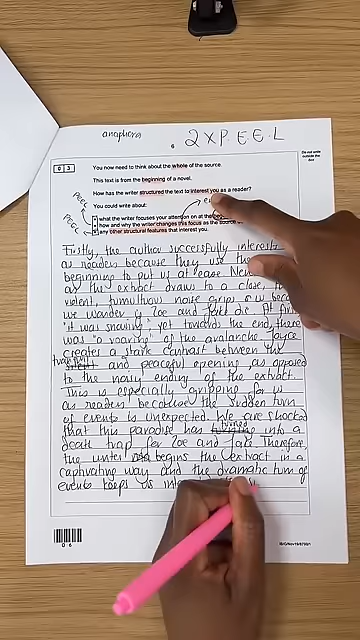 anaphora
6
2 X P.E.E.L
Do not write outside the box
0 3
You now need to think about the whole of the source.
This text is from the beginning of a novel.
How has the writer structured the text to interest you as a reader?
You could write about:
PEEL
PEEL
what the writer focuses your attention on at the
how and why the writer changes this focus as the source
any other structural features that interest you.
Firstly, the author successfully interests
as readers because they use the
beginning to put us at ease
as the extract draws to a close, a
violent, tumultuous noise grips
we wonder if Zoe and Jake die. At first
"it was snowing", yet towards the end, there
was "a roaring" of the avalanche. Joyce
creates a stark contrast between the
tranquil and peaceful opening, as opposed
to the noisy ending of the extract.
This is especially gripping for us
as readers because the sudden turn
of events is unexpected. We are shocked
that this paradise has turned into a
death trap for Zoe and Jake. Therefore,
the writer begins the extract in a
captivating way and the dramatic turn of
events keeps us
0 6
IB/G/Nov19/8700/1